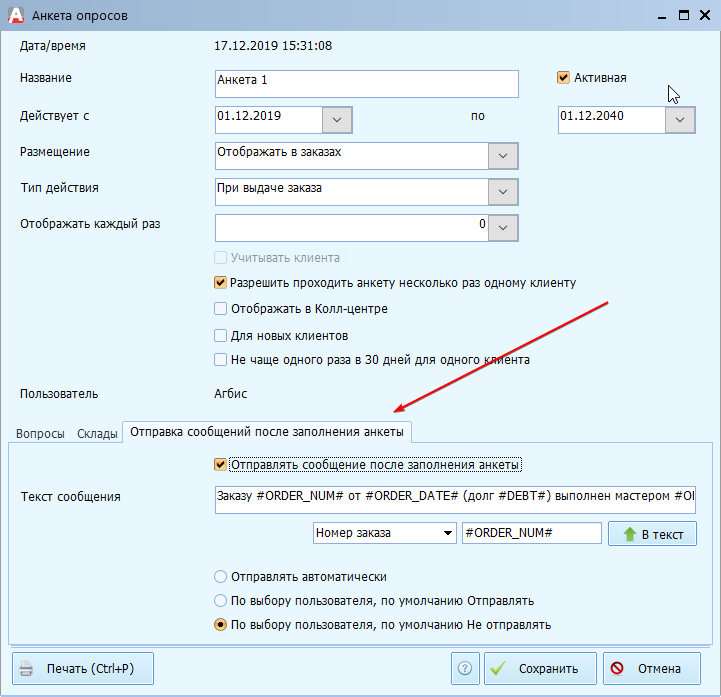 Анкета опросов
Дата/время 17.12.2019 15:31:08
Название Анкета 1 Активная
Действует с 01.12.2019 по 01.12.2040
Размещение Отображать в заказах
Тип действия При выдаче заказа
Отображать каждый раз 0
Учитывать клиента
Разрешить проходить анкету несколько раз одному клиенту
Отображать в Колл-центре
Для новых клиентов
Не чаще одного раза в 30 дней для одного клиента
Пользователь Агбис
Вопросы Склады Отправка сообщений после заполнения анкеты
Отправлять сообщение после заполнения анкеты
Текст сообщения Заказу #ORDER_NUM# от #ORDER_DATE# (долг #DEBT#) выполнен мастером
Номер заказа #ORDER_NUM# В текст
Отправлять автоматически
По выбору пользователя, по умолчанию Отправлять
По выбору пользователя, по умолчанию Не отправлять
Печать (Ctrl+P) ? Сохранить Отмена